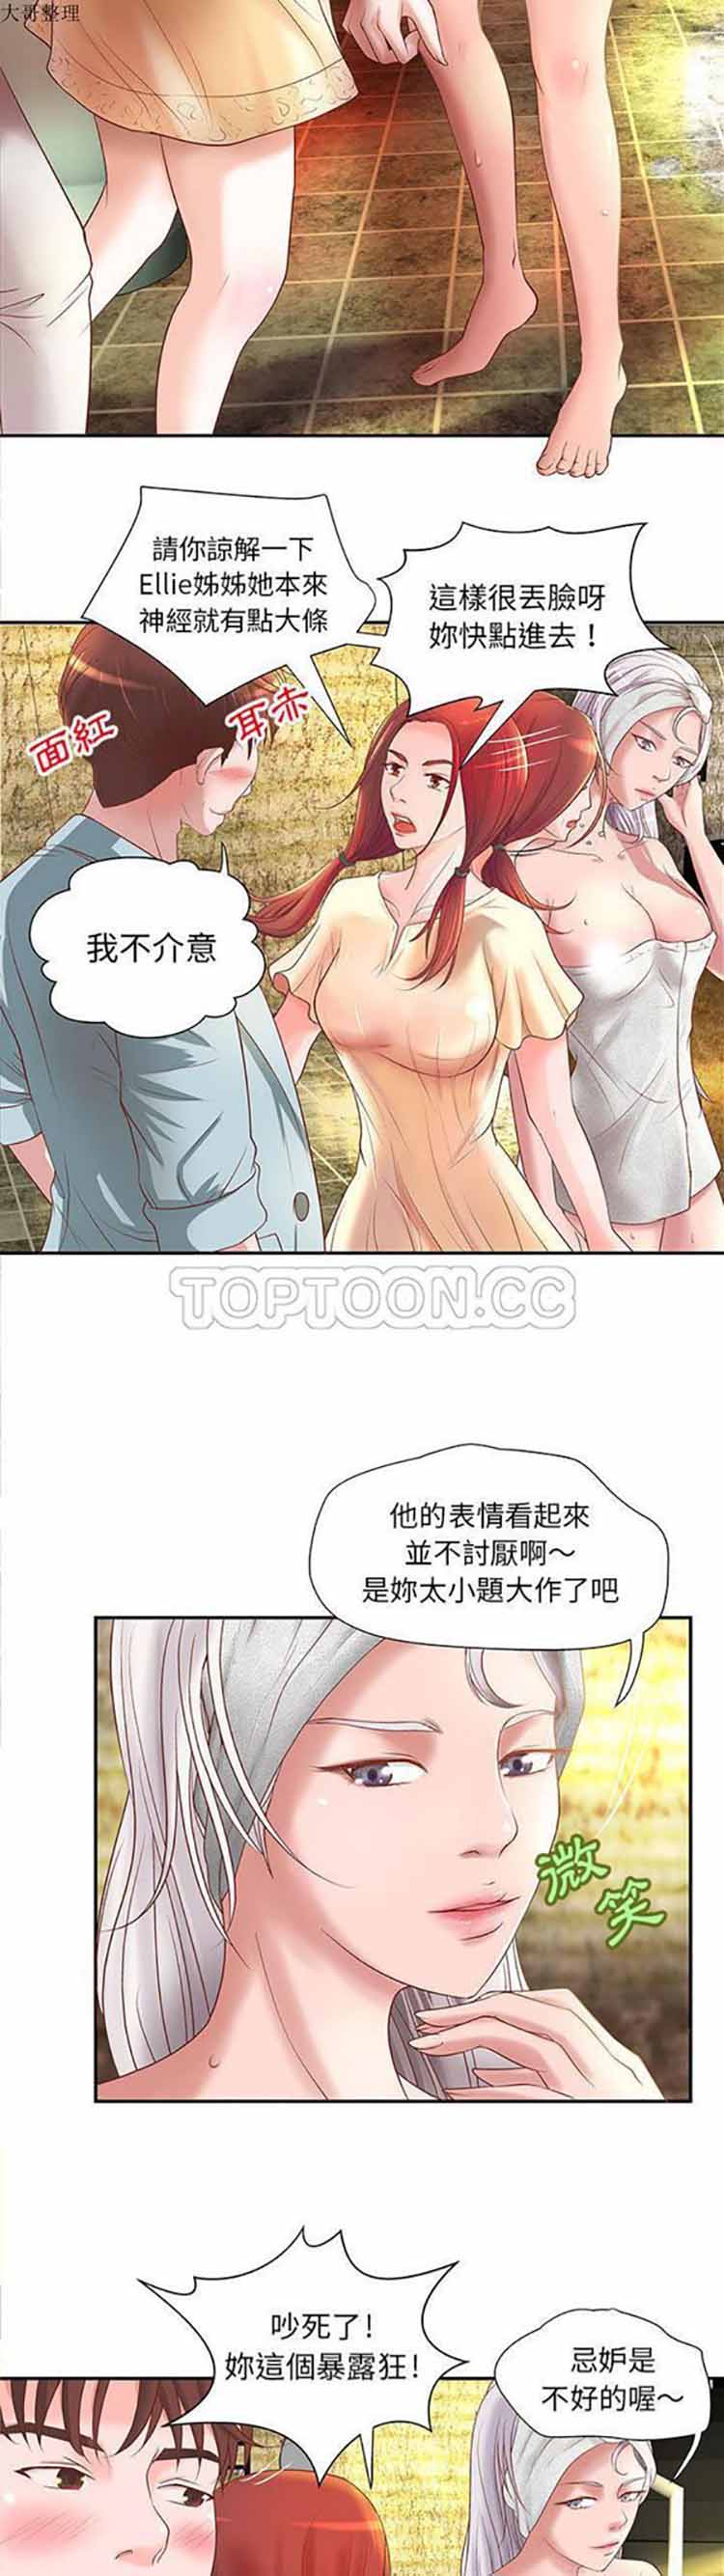 大哥整理
請你諒解一下
Ellie姊姊她本來
神經就有點大條
這樣很丟臉呀
妳快點進去！
面紅
耳赤
我不介意
TOPTOON.CC
他的表情看起來
並不討厭啊～
是妳太小題大作了吧
微
笑
吵死了!
妳這個暴露狂!
忌妒是
不好的喔～